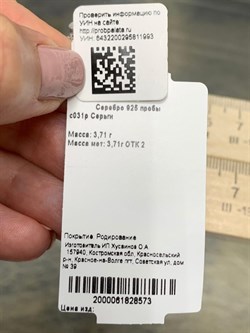 Проверить информацию по
УИН на сайте
http://probpalata.ru
УИН: 6432200295811993
Серебро 925 пробы
с031р Серьги
Масса: 3,71 г
Масса мет: 3,71г ОТК 2
Покрытие: Родирование
Изготовитель ИП Хусаинов О А
157940, Костромская обл, Красносельский
р-н, Красное-на-Волге пгт, Советская ул, дом
№ 39
2000061828573
Цена изд: